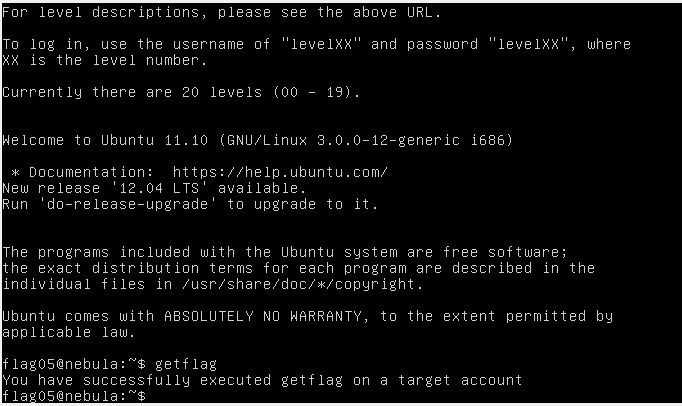 For level descriptions, please see the above URL.
To log in, use the username of "levelXX" and password "levelXX", where
XX is the level number.
Currently there are 20 levels (00 - 19).
Welcome to Ubuntu 11.10 (GNU/Linux 3.0.0-12-generic i686)
* Documentation:  https://help.ubuntu.com/
New release '12.04 LTS' available.
Run 'do-release-upgrade' to upgrade to it.
The programs included with the Ubuntu system are free software;
the exact distribution terms for each program are described in the
individual files in /usr/share/doc/*/copyright.
Ubuntu comes with ABSOLUTELY NO WARRANTY, to the extent permitted by
applicable law.
flag05@nebula:~$ getflag
You have successfully executed getflag on a target account
flag05@nebula:~$